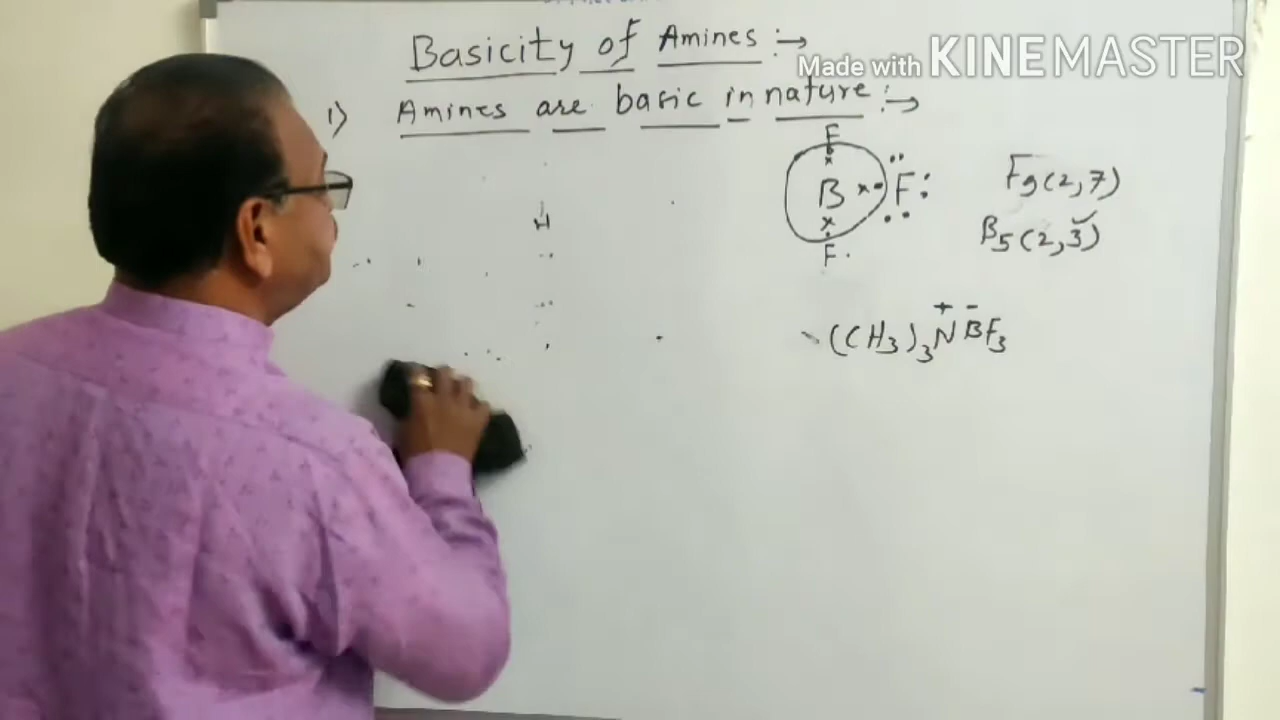 Basicity of Amines :→
Made with KINEMASTER
1) Amines are basic in nature :→
F
B F
F
F9(2,7)
B5(2,3)
H
(CH3)3N+ B-F3